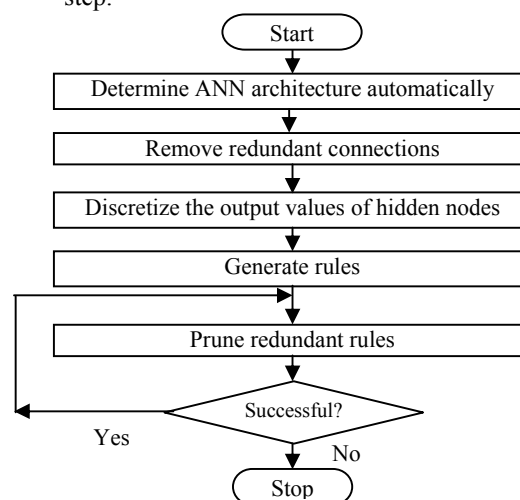 step.
Start
Determine ANN architecture automatically
Remove redundant connections
Discretize the output values of hidden nodes
Generate rules
Prune redundant rules
Successful?
Yes
No
Stop